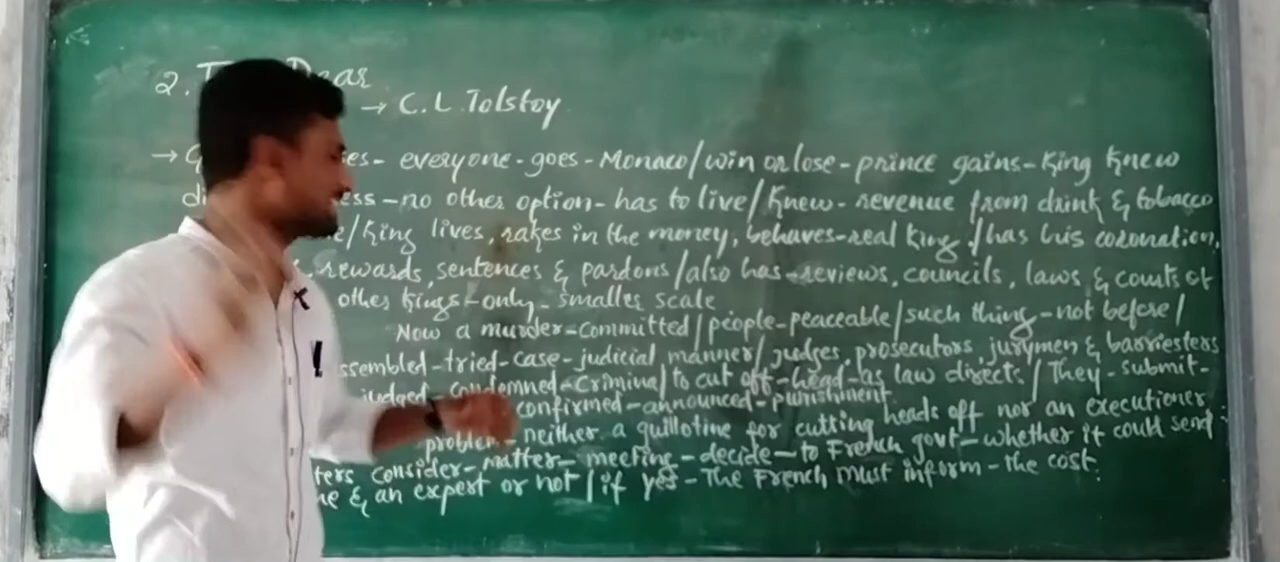 2. T Dear
→ C.L Tolstoy
→ G es- everyone-goes-Monaco/win or lose-prince gains-King knew
di ess-no other option-has to live/Knew-revenue from drink & tobacco
e/King lives, rakes in the money, behaves-real King./has his coronation,
rewards, sentences & pardons/also has-reviews, councils, laws, & courts of
other Kings-only-smaller scale
Now a murder-committed/people-peaceable/such thing-not before/
ssembled-tried-case-judicial manner/judges, prosecutors, jurymen & barriesters
judged condemned-criminal to cut off-head-as law directs/They-submit-
confirmed-announced-punishment
problem-neither a guillotine for cutting heads off nor an executioner
ters consider-matter-meeting-decide-to French govt-whether it could send
ne & an expert or not/if yes-The French must inform-the cost.